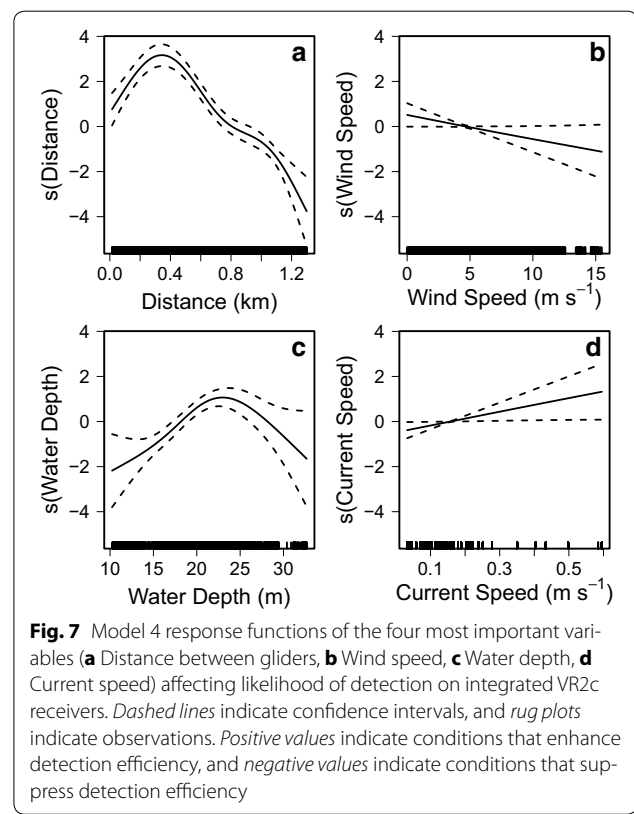 a
4
2
0
−2
−4
s(Distance)
0.0 0.4 0.8 1.2
Distance (km)
b
4
2
0
−2
−4
s(Wind Speed)
0 5 10 15
Wind Speed (m s⁻¹)
c
4
2
0
−2
−4
s(Water Depth)
10 15 20 25 30
Water Depth (m)
d
4
2
0
−2
−4
s(Current Speed)
0.1 0.3 0.5
Current Speed (m s⁻¹)
Fig. 7 Model 4 response functions of the four most important vari-
ables (a Distance between gliders, b Wind speed, c Water depth, d
Current speed) affecting likelihood of detection on integrated VR2c
receivers. Dashed lines indicate confidence intervals, and rug plots
indicate observations. Positive values indicate conditions that enhance
detection efficiency, and negative values indicate conditions that sup-
press detection efficiency